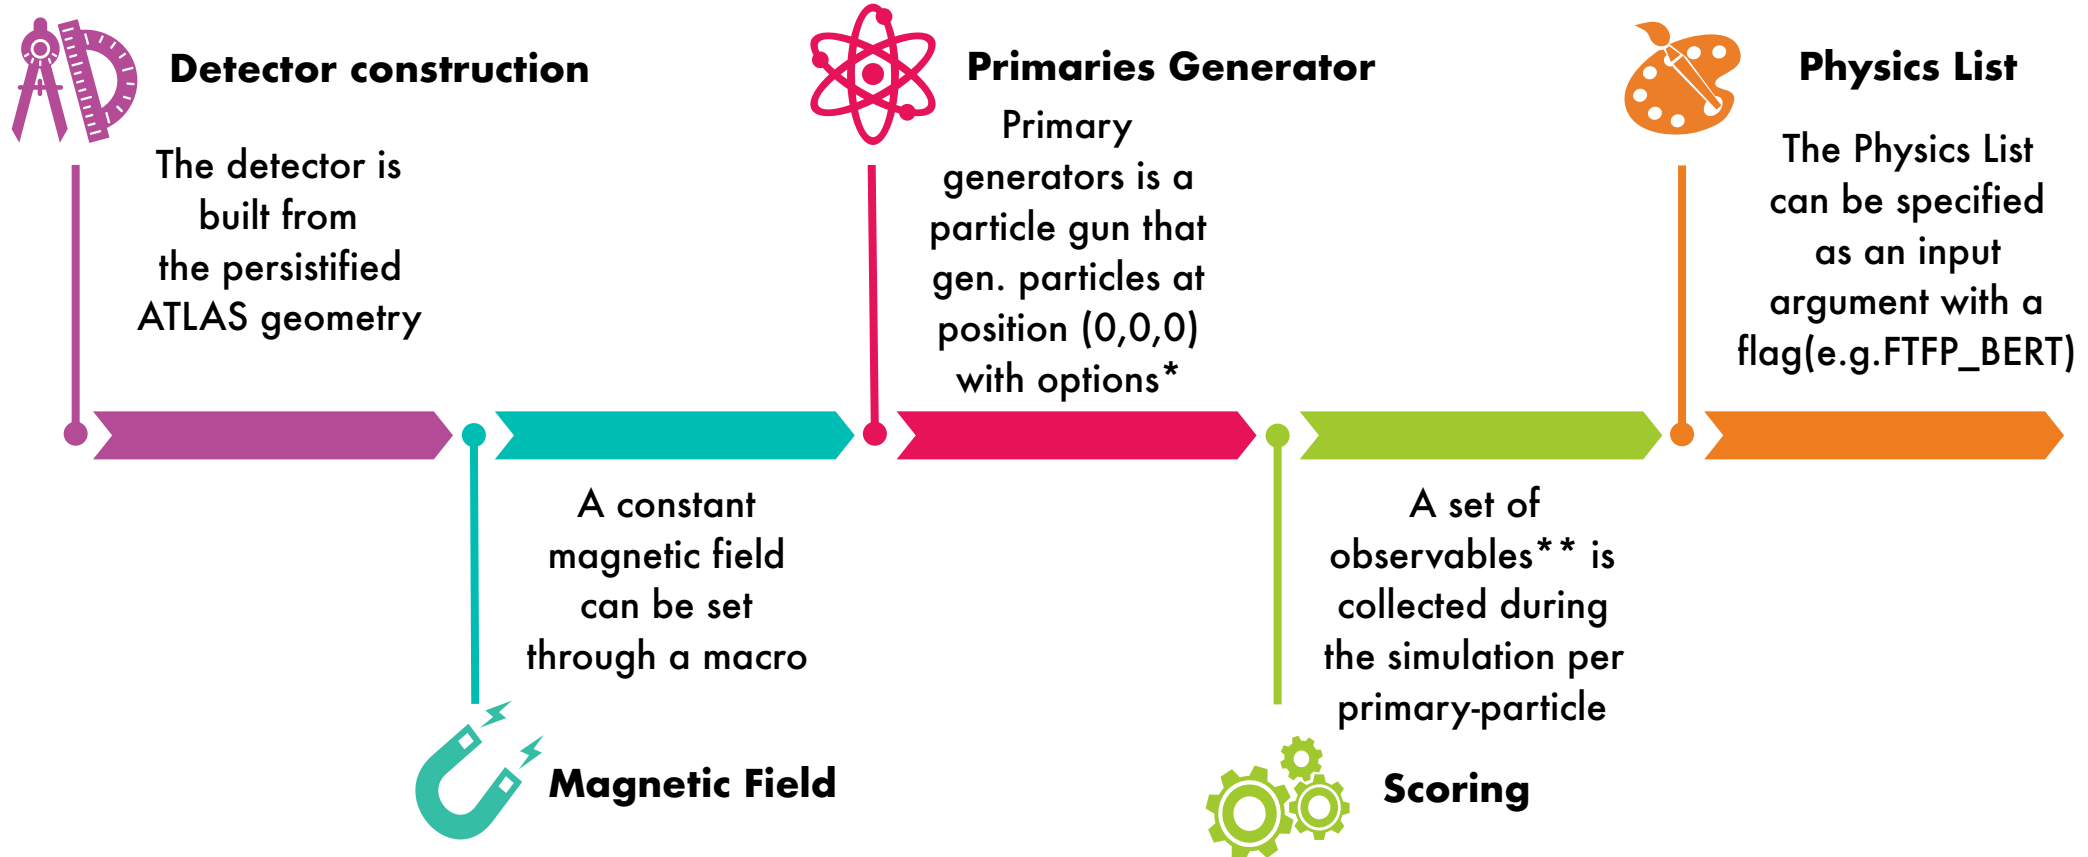 Detector construction
The detector is
built from
the persistified
ATLAS geometry
A constant
magnetic field
can be set
through a macro
Magnetic Field
Primaries Generator
Primary
generators is a
particle gun that
gen. particles at
position (0,0,0)
with options*
A set of
observables** is
collected during
the simulation per
primary-particle
Scoring
Physics List
The Physics List
can be specified
as an input
argument with a
flag(e.g.FTFP_BERT)